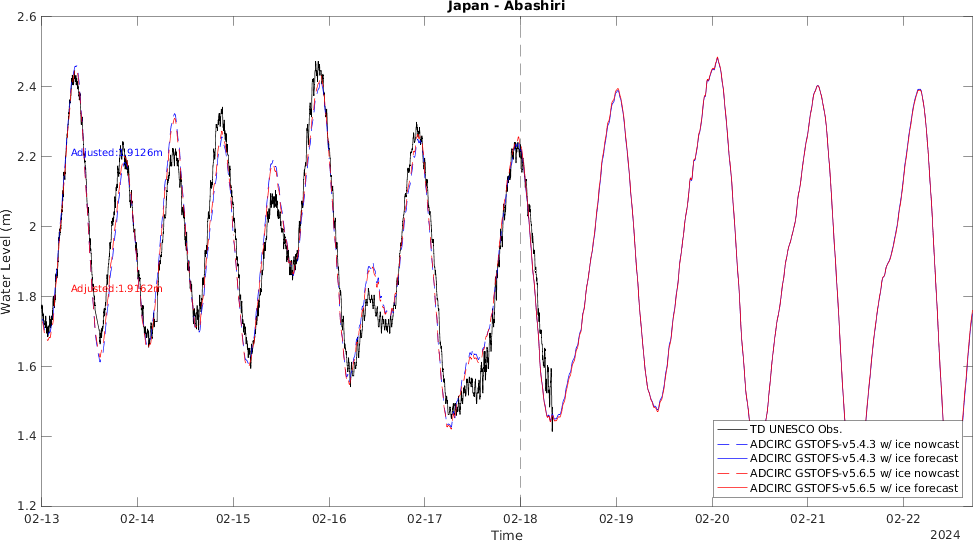 Japan - Abashiri
2.6
2.4
2.2
2
1.8
1.6
1.4
1.2
Water Level (m)
Adjusted:1.9126m
Adjusted:1.9162m
TD UNESCO Obs.
ADCIRC GSTOFS-v5.4.3 w/ ice nowcast
ADCIRC GSTOFS-v5.4.3 w/ ice forecast
ADCIRC GSTOFS-v5.6.5 w/ ice nowcast
ADCIRC GSTOFS-v5.6.5 w/ ice forecast
02-13 02-14 02-15 02-16 02-17 02-18 02-19 02-20 02-21 02-22
Time
2024